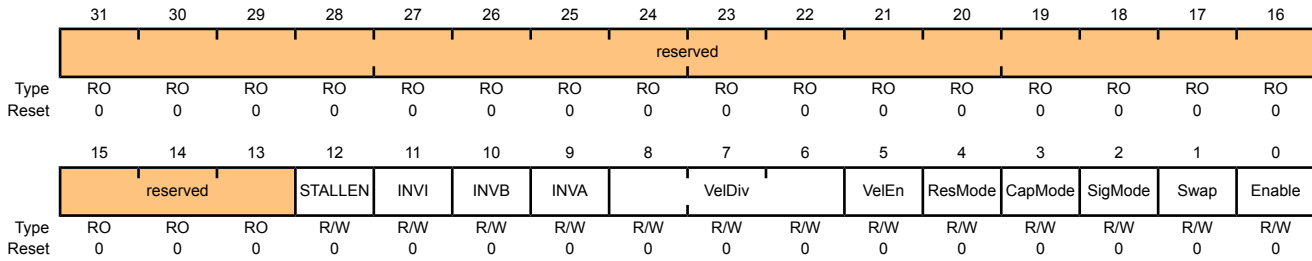 31 30 29 28 27 26 25 24 23 22 21 20 19 18 17 16
reserved
Type RO RO RO RO RO RO RO RO RO RO RO RO RO RO RO RO
Reset 0 0 0 0 0 0 0 0 0 0 0 0 0 0 0 0
15 14 13 12 11 10 9 8 7 6 5 4 3 2 1 0
reserved STALLEN INVI INVB INVA VelDiv VelEn ResMode CapMode SigMode Swap Enable
Type RO RO RO R/W R/W R/W R/W R/W R/W R/W R/W R/W R/W R/W R/W R/W
Reset 0 0 0 0 0 0 0 0 0 0 0 0 0 0 0 0